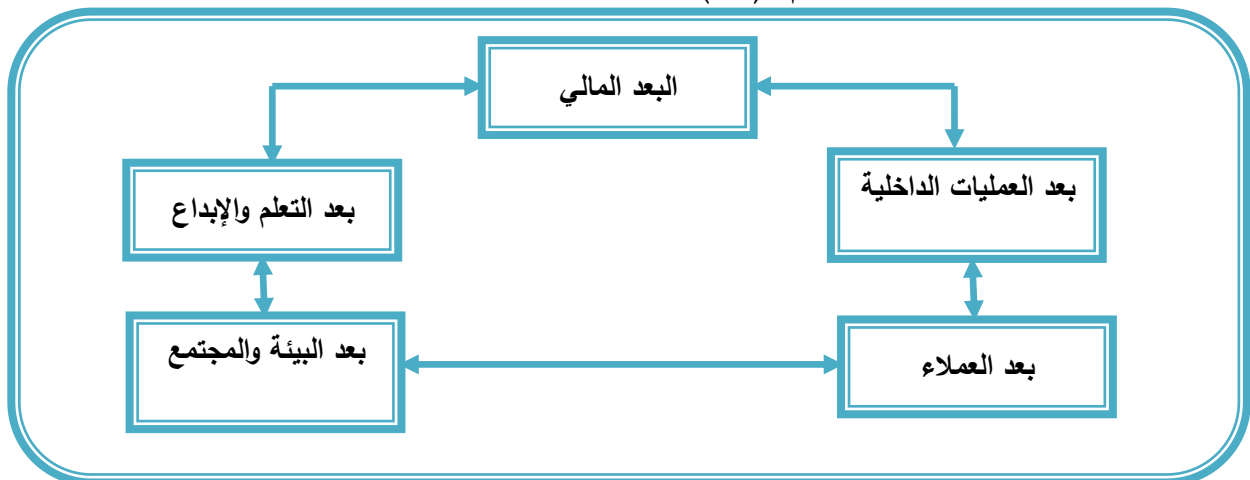 البعد المالي
بعد العمليات الداخلية
بعد التعلم والإبداع
بعد البيئة والمجتمع
بعد العملاء